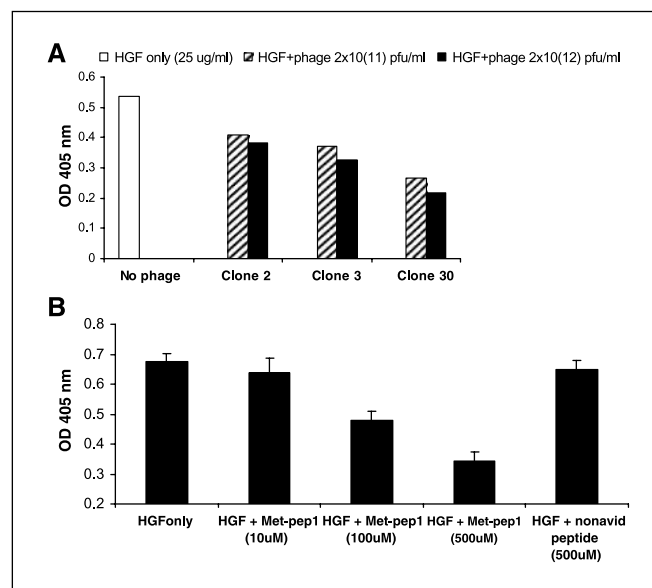 A
HGF only (25 ug/ml) HGF+phage 2x10(11) pfu/ml HGF+phage 2x10(12) pfu/ml
0.6
0.5
0.4
0.3
0.2
0.1
0
OD 405 nm
No phage Clone 2 Clone 3 Clone 30
B
0.8
0.7
0.6
0.5
0.4
0.3
0.2
OD 405 nm
HGFonly HGF + Met-pep1 HGF + Met-pep1 HGF + Met-pep1 HGF + nonavid
(10uM) (100uM) (500uM) peptide
(500uM)